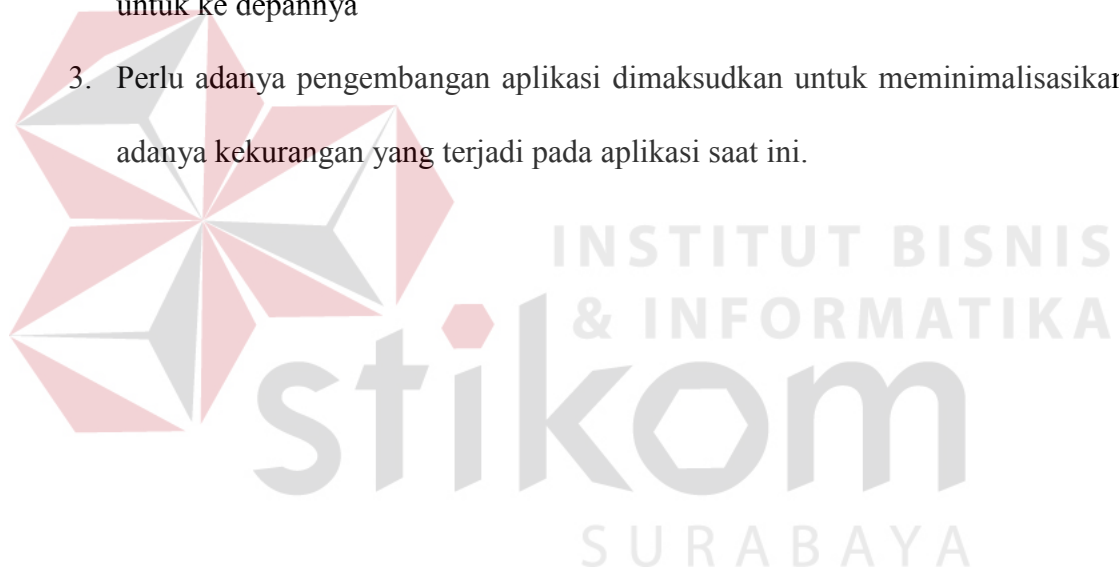 untuk ke depannya
3. Perlu adanya pengembangan aplikasi dimaksudkan untuk meminimalisasikan
adanya kekurangan yang terjadi pada aplikasi saat ini.
INSTITUT BISNIS
& INFORMATIKA
stikom
SURABAYA